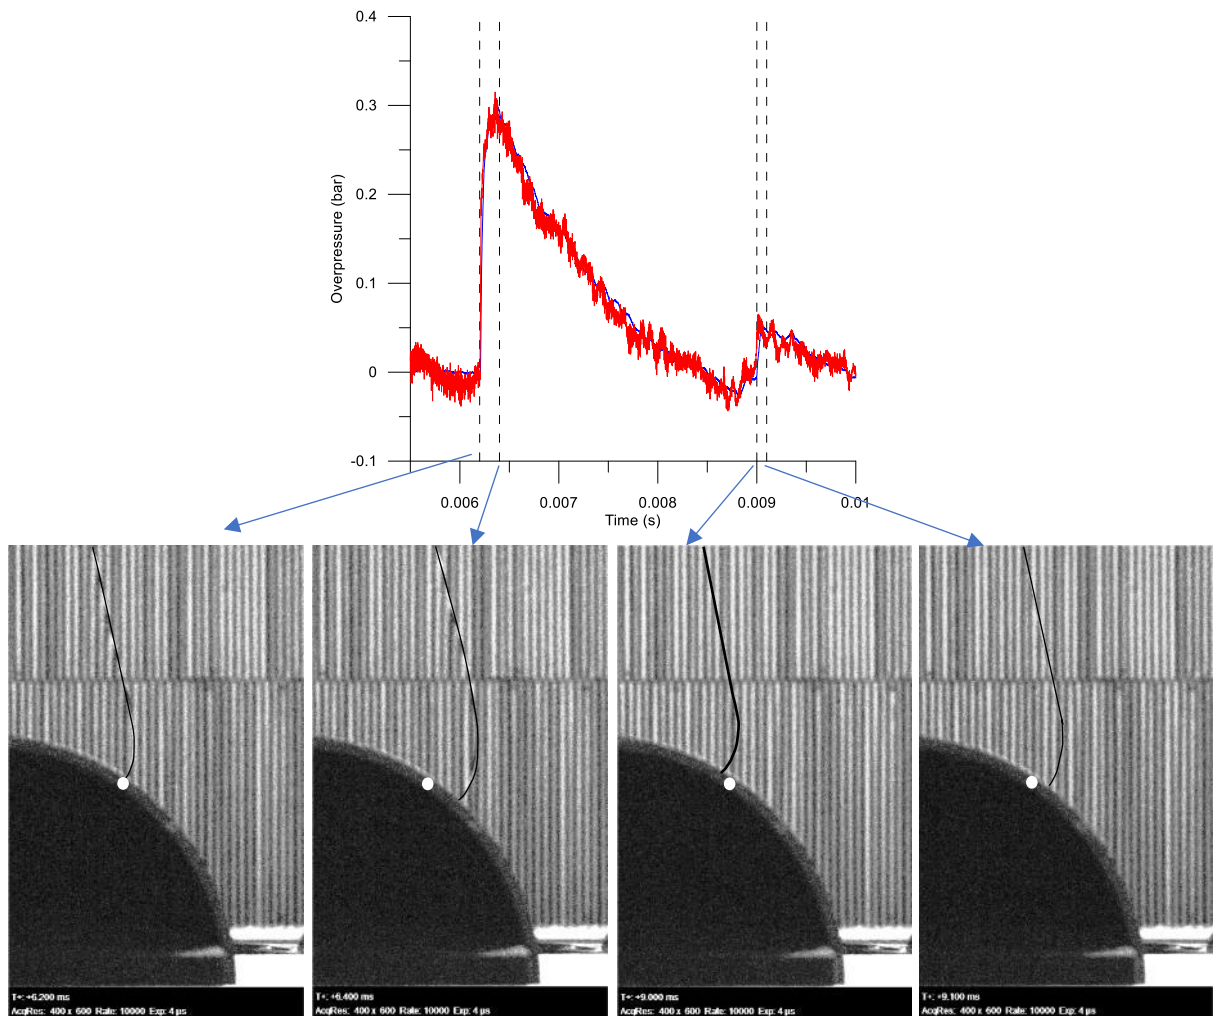 0.4
0.3
0.2
0.1
0
-0.1
Overpressure (bar)
0.006 0.007 0.008 0.009 0.01
Time (s)
T+: +6.200 ms
AcqRes: 400 x 600 Rate: 10000 Exp: 4 µs
T+: +6.400 ms
AcqRes: 400 x 600 Rate: 10000 Exp: 4 µs
T+: +9.000 ms
AcqRes: 400 x 600 Rate: 10000 Exp: 4 µs
T+: +9.100 ms
AcqRes: 400 x 600 Rate: 10000 Exp: 4 µs